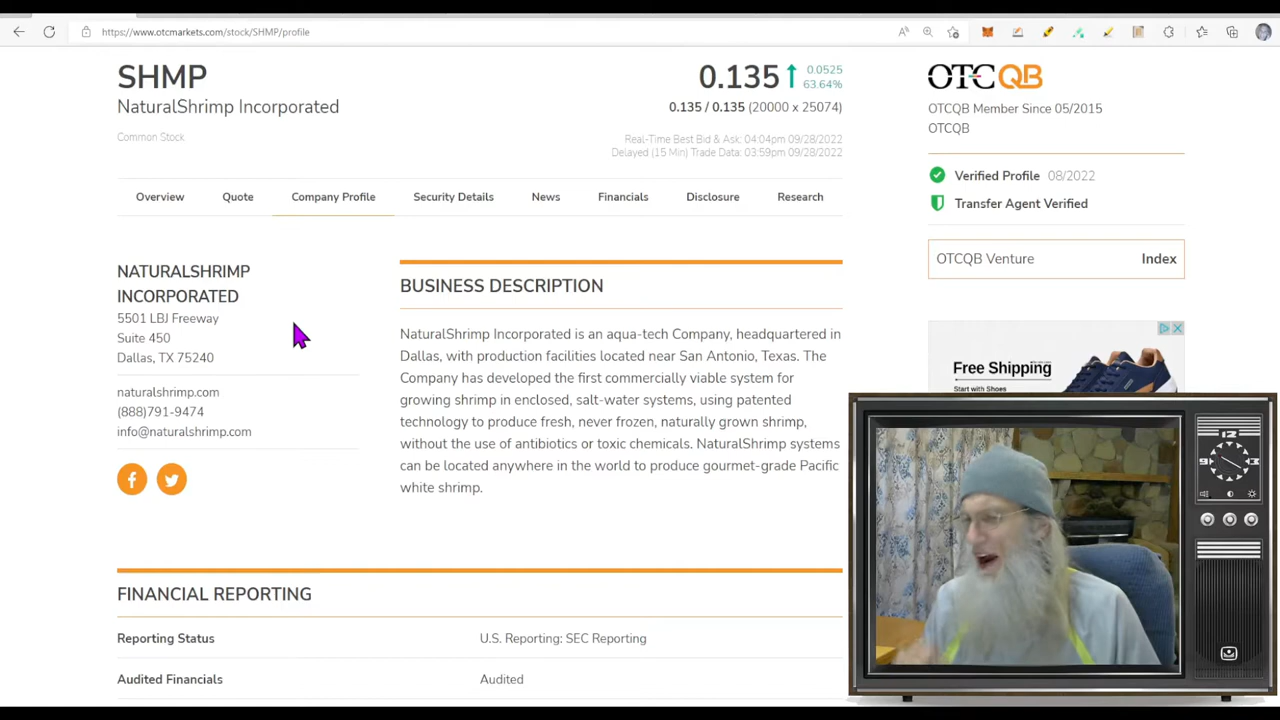 https://www.otcmarkets.com/stock/SHMP/profile
SHMP
NaturalShrimp Incorporated
Common Stock
0.135
0.0525
63.64%
0.135 / 0.135 (20000 x 25074)
Real-Time Best Bid & Ask: 04:04pm 09/28/2022
Delayed (15 Min) Trade Data: 03:59pm 09/28/2022
OTCQB
OTCQB Member Since 05/2015
OTCQB
Verified Profile 08/2022
Transfer Agent Verified
OTCQB Venture Index
Overview Quote Company Profile Security Details News Financials Disclosure Research
NATURALSHRIMP
INCORPORATED
5501 LBJ Freeway
Suite 450
Dallas, TX 75240
naturalshrimp.com
(888)791-9474
info@naturalshrimp.com
BUSINESS DESCRIPTION
NaturalShrimp Incorporated is an aqua-tech Company, headquartered in
Dallas, with production facilities located near San Antonio, Texas. The
Company has developed the first commercially viable system for
growing shrimp in enclosed, salt-water systems, using patented
technology to produce fresh, never frozen, naturally grown shrimp,
without the use of antibiotics or toxic chemicals. NaturalShrimp systems
can be located anywhere in the world to produce gourmet-grade Pacific
white shrimp.
Free Shipping
Start with Shoes
12
9 3
FINANCIAL REPORTING
Reporting Status U.S. Reporting: SEC Reporting
Audited Financials Audited